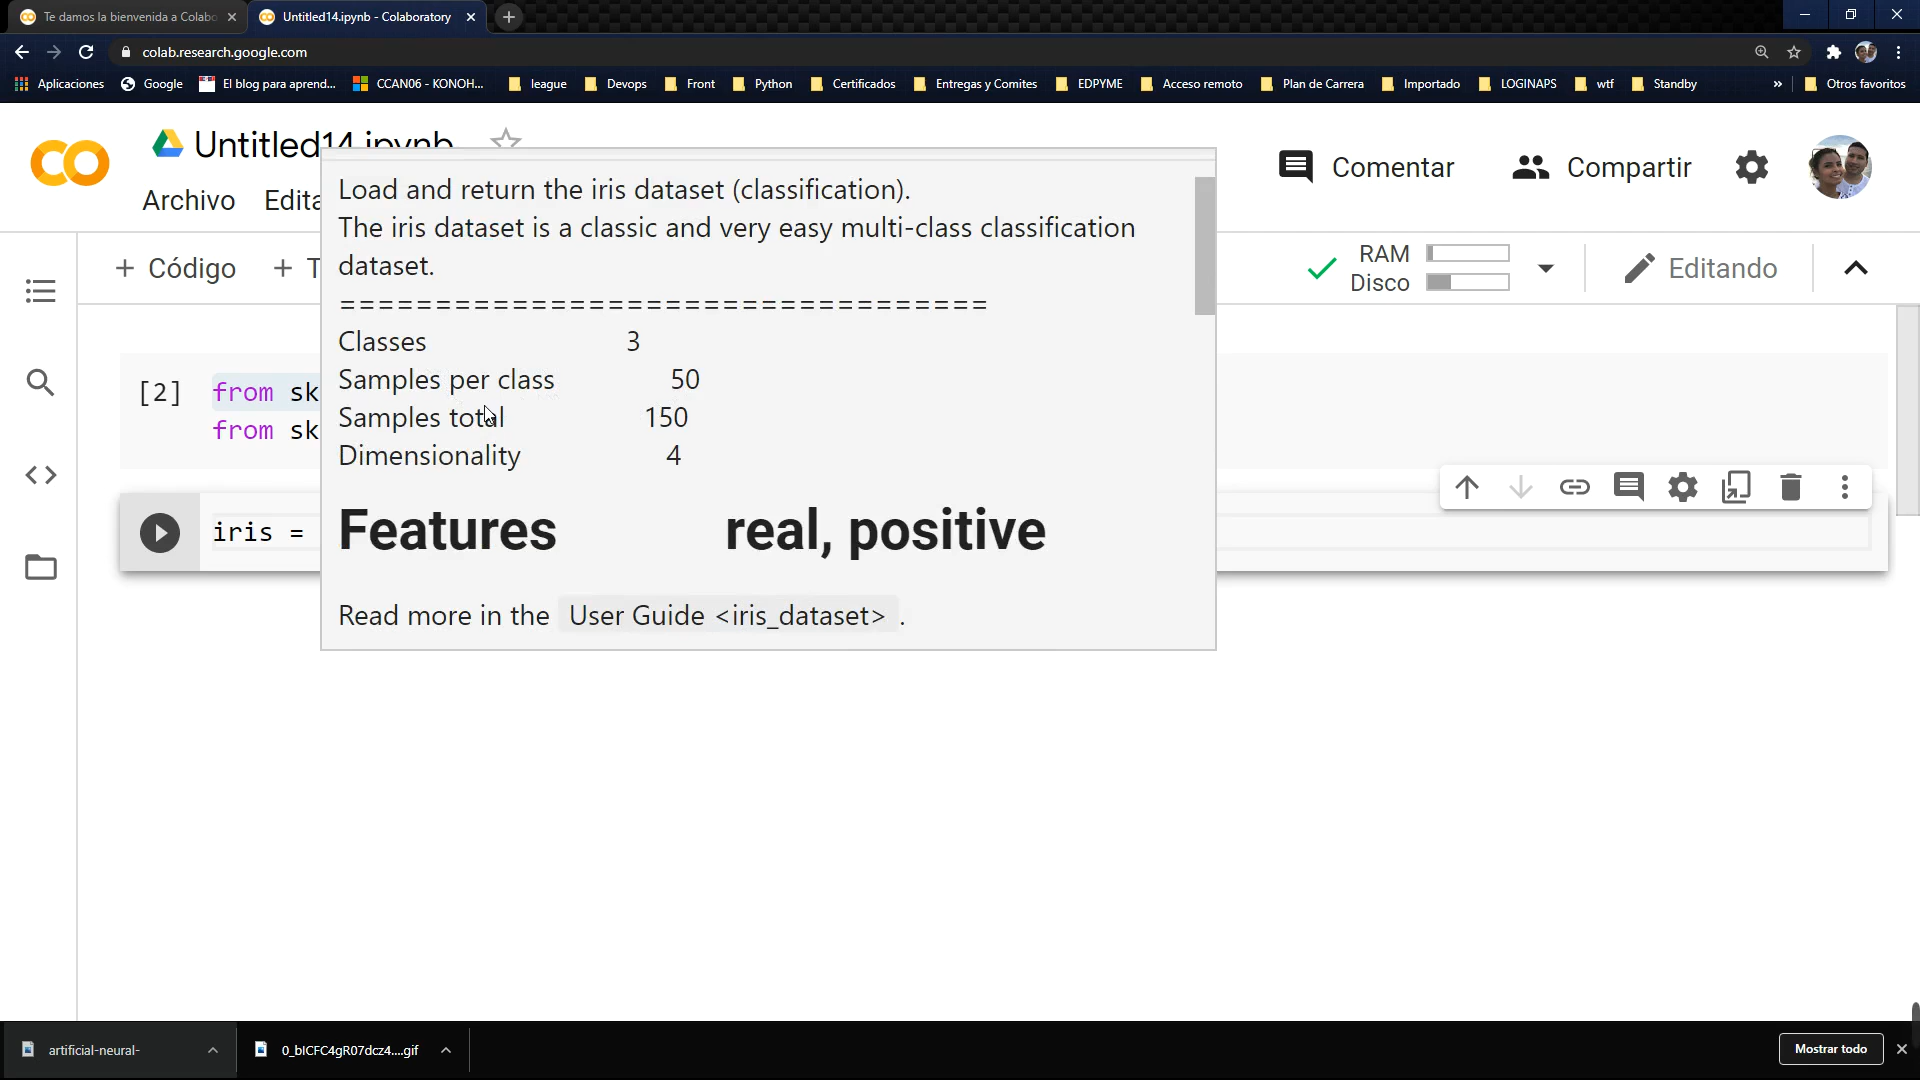 Te damos la bienvenida a Colabo
Untitled14.ipynb - Colaboratory
colab.research.google.com
Aplicaciones
Google
El blog para aprend...
CCAN06 - KONOH...
league
Devops
Front
Python
Certificados
Entregas y Comites
EDPYME
Acceso remoto
Plan de Carrera
Importado
LOGINAPS
wtf
Standby
»
Otros favoritos
Untitled14.ipynb
Comentar
Compartir
Archivo Edita
+ Código + T
RAM
Disco
Editando
Load and return the iris dataset (classification).
The iris dataset is a classic and very easy multi-class classification
dataset.
==================================
Classes 3
Samples per class 50
Samples total 150
Dimensionality 4
Features real, positive
Read more in the User Guide <iris_dataset> .
[2] from sk
from sk
iris =
artificial-neural-
0_bICFC4gR07dcz4....gif
Mostrar todo